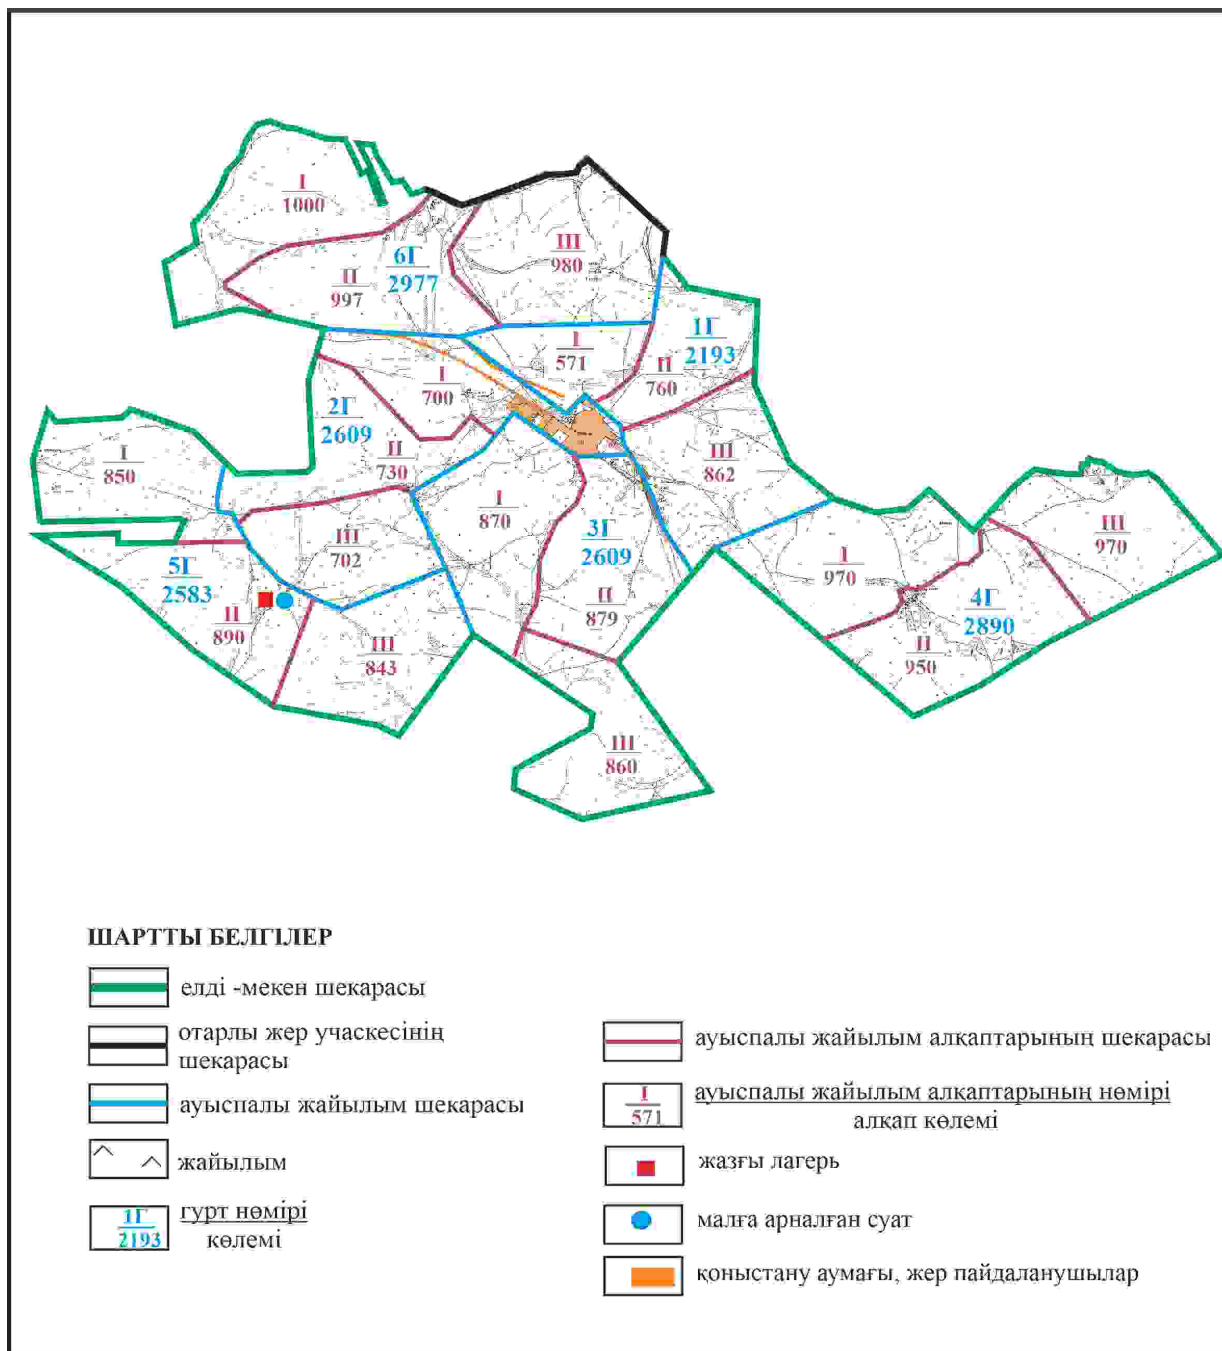 I
1000
III
980
6Г
2977
II
997
1Г
2193
I
571
II
760
I
700
2Г
2609
II
730
I
850
III
862
I
870
III
702
3Г
2609
III
970
I
970
5Г
2583
II
890
II
879
4Г
2890
III
843
II
950
III
860
ШАРТТЫ БЕЛГІЛЕР
елді -мекен шекарасы
отарлы жер учаскесінің
шекарасы
ауыспалы жайылым шекарасы
жайылым
1Г
2193
гурт нөмірі
көлемі
ауыспалы жайылым алқаптарының шекарасы
I
571
ауыспалы жайылым алқаптарының нөмірі
алқап көлемі
жазғы лагерь
малға арналған суат
қоныстану аумағы, жер пайдаланушылар